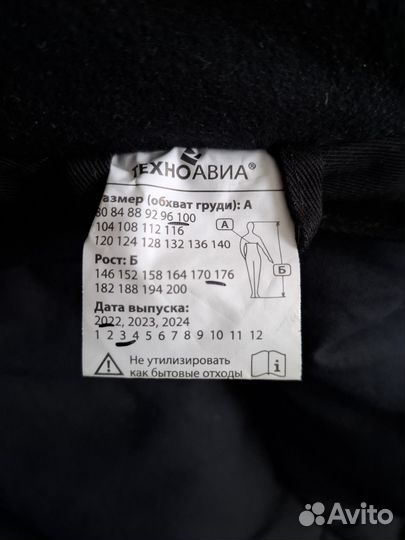 ТЕХНОАВИА®
Размер (обхват груди): А
80 84 88 92 96 100
104 108 112 116
120 124 128 132 136 140
Рост: Б
146 152 158 164 170 176
182 188 194 200
А
Б
Дата выпуска:
2022, 2023, 2024
1 2 3 4 5 6 7 8 9 10 11 12
Не утилизировать
как бытовые отходы
Avito